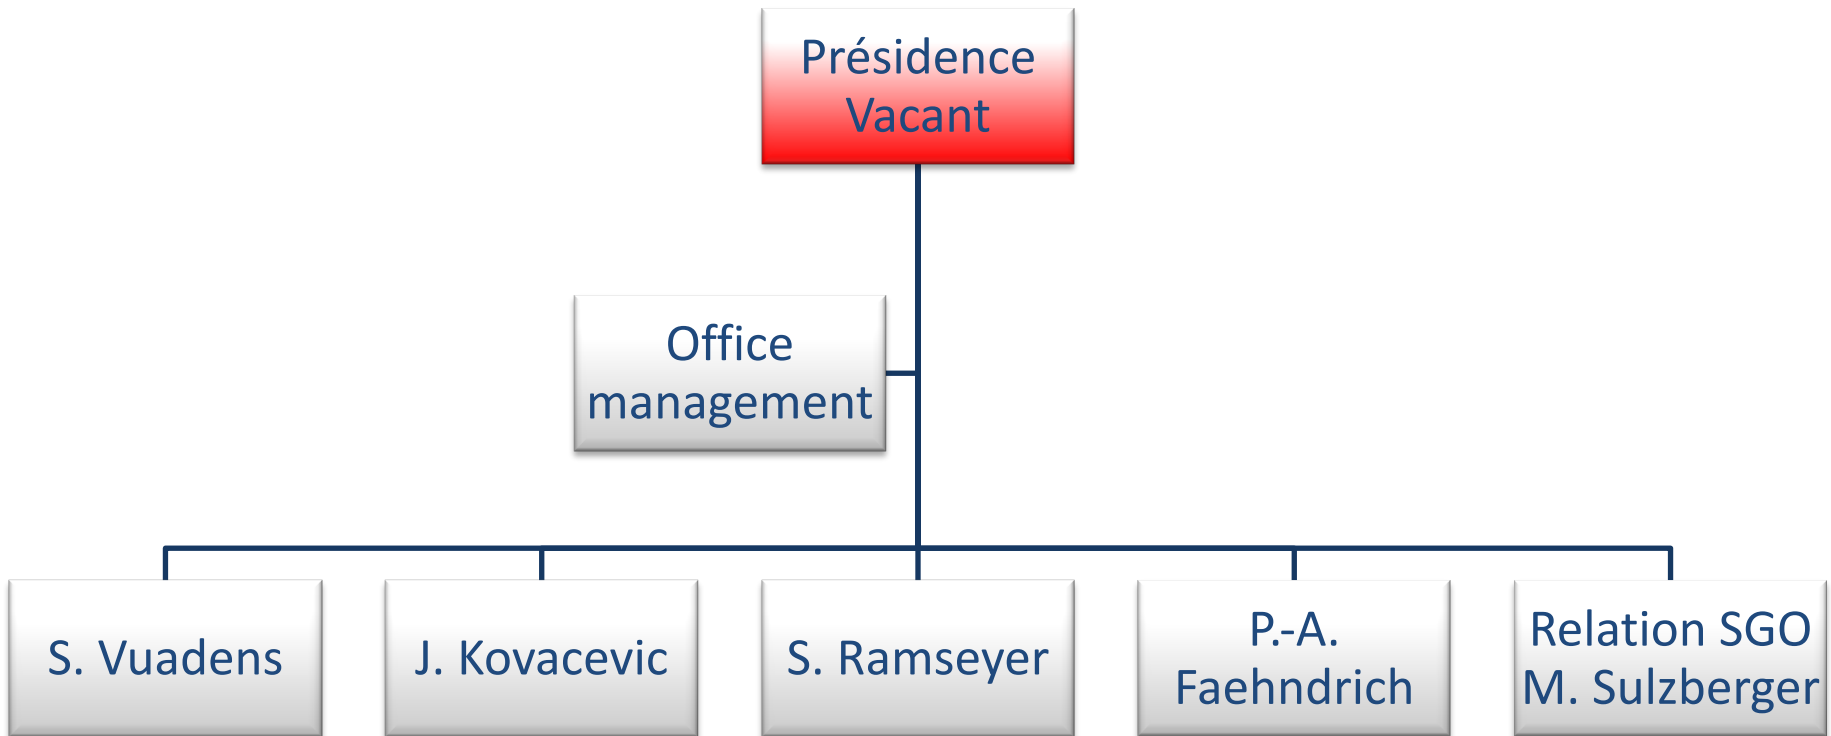 Présidence
Vacant
Office
management
S. Vuadens
J. Kovacevic
S. Ramseyer
P.-A.
Faehndrich
Relation SGO
M. Sulzberger